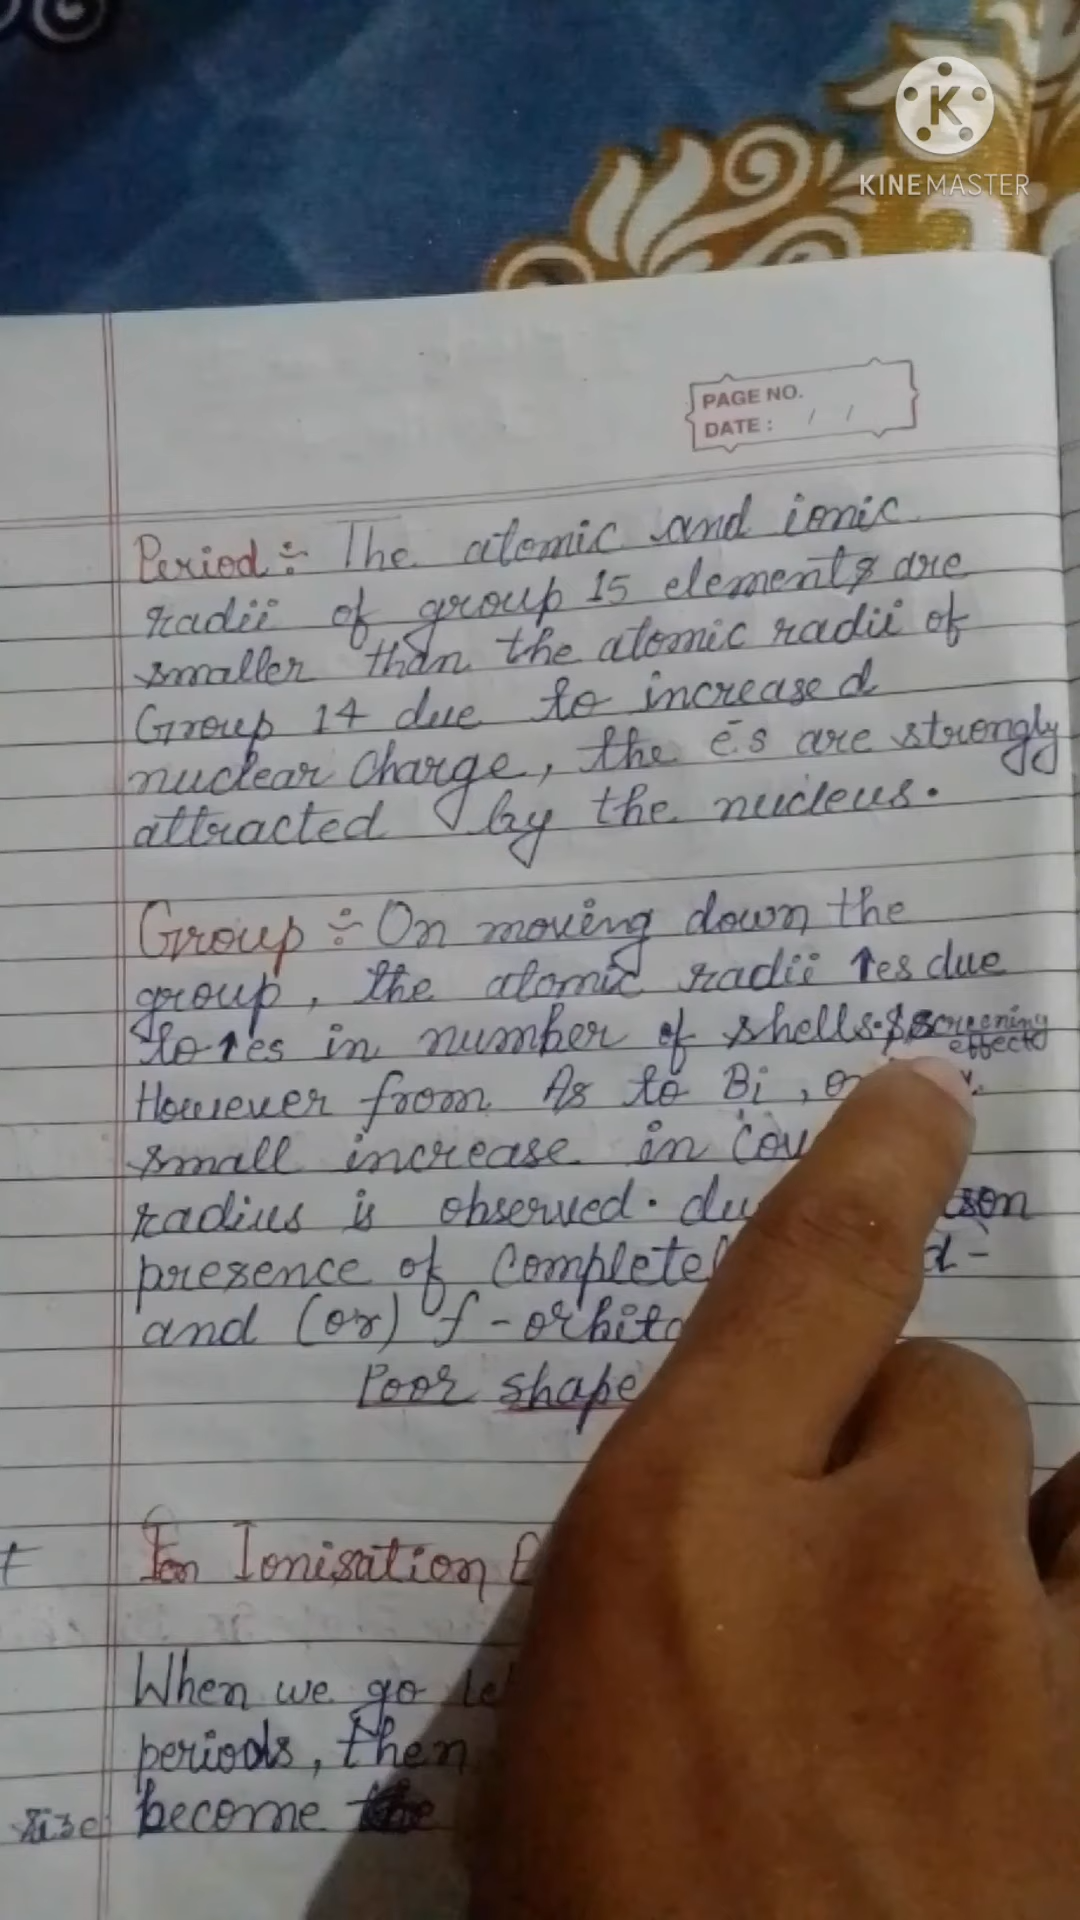 KINEMASTER
PAGE NO.
DATE: / /
Period ÷ The atomic and ionic
radii of group 15 elements are
smaller than the atomic radii of
Group 14 due to increased
nuclear charge, the ēs are strongly
attracted by the nucleus.
Group ÷ On moving down the
group, the atomic radii ↑es due
to ↑es in number of shells. & screening
effect
However from As to Bi,
small increase in
radius is observed.
presence of d-
and (or) f-
Poor shape
Ionisation
When we go
periods, then
size become